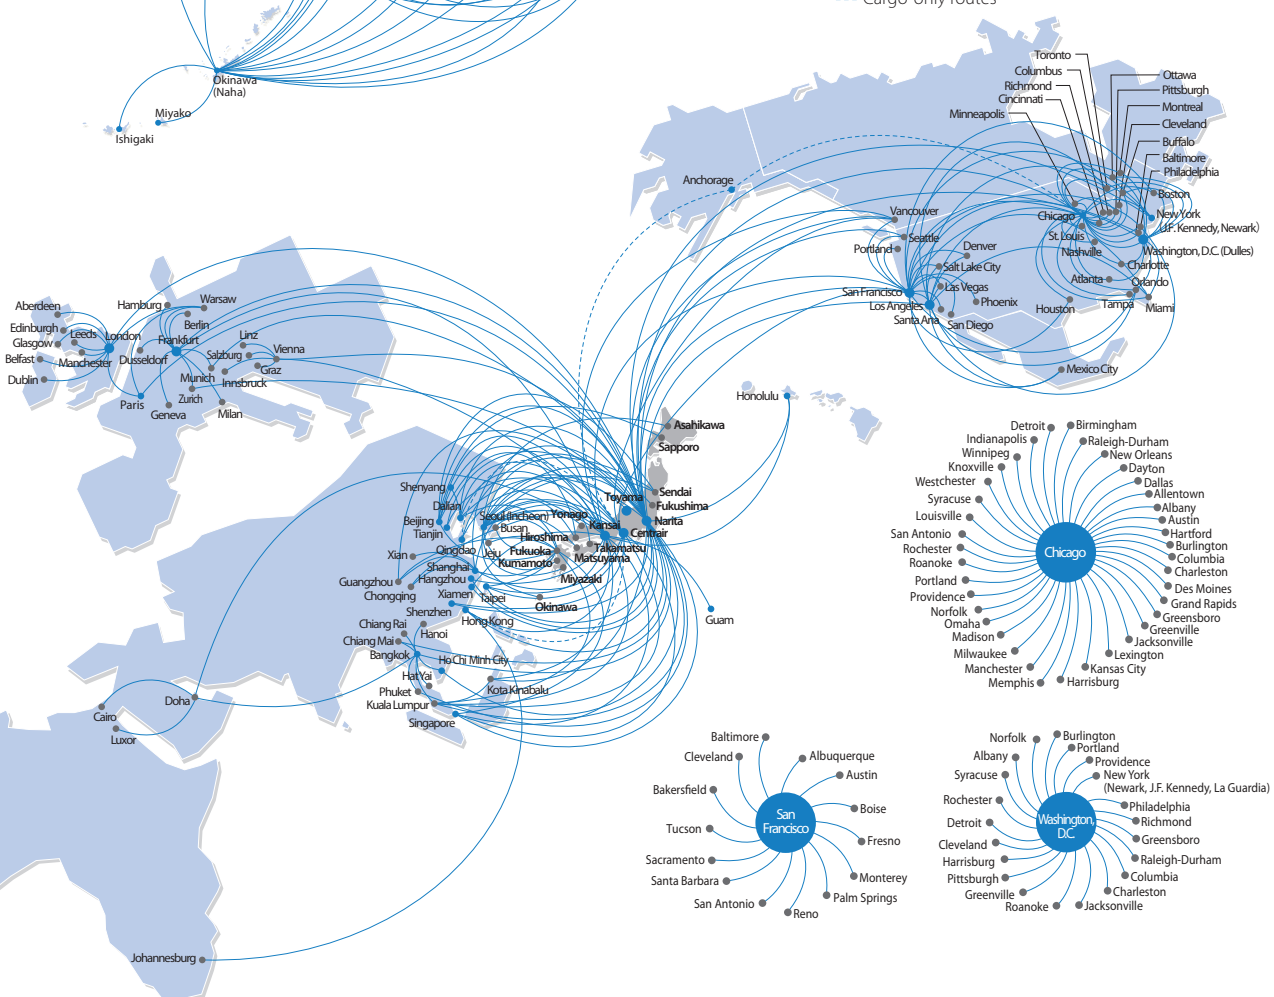 Cargo-only routes
Okinawa
(Naha)
Miyako
Ishigaki
Toronto
Columbus
Richmond
Cincinnati
Minneapolis
Ottawa
Pittsburgh
Montreal
Cleveland
Buffalo
Baltimore
Philadelphia
Boston
New York
(J.F. Kennedy, Newark)
Washington, D.C. (Dulles)
Anchorage
Vancouver
Seattle
Portland
Denver
Salt Lake City
Las Vegas
Phoenix
San Francisco
Los Angeles
Santa Ana
San Diego
Chicago
St. Louis
Nashville
Charlotte
Atlanta
Orlando
Houston
Tampa
Miami
Mexico City
Honolulu
Aberdeen
Edinburgh
Glasgow
Leeds
London
Belfast
Manchester
Dublin
Hamburg
Warsaw
Berlin
Frankfurt
Dusseldorf
Linz
Salzburg
Vienna
Graz
Munich
Innsbruck
Paris
Zurich
Geneva
Milan
Asahikawa
Sapporo
Sendai
Toyama
Fukushima
Narita
Centrair
Yonago
Kansai
Hiroshima
Takamatsu
Fukuoka
Matsuyama
Kumamoto
Miyazaki
Okinawa
Shenyang
Dalian
Beijing
Tianjin
Seoul (Incheon)
Busan
Qingdao
Jeju
Xian
Shanghai
Guangzhou
Hangzhou
Chongqing
Xiamen
Taipei
Shenzhen
Hong Kong
Chiang Rai
Hanoi
Chiang Mai
Bangkok
Ho Chi Minh City
Hat Yai
Phuket
Kota Kinabalu
Kuala Lumpur
Singapore
Guam
Doha
Cairo
Luxor
Johannesburg
Chicago
Detroit
Indianapolis
Winnipeg
Knoxville
Westchester
Syracuse
Louisville
San Antonio
Rochester
Roanoke
Portland
Providence
Norfolk
Omaha
Madison
Milwaukee
Manchester
Memphis
Birmingham
Raleigh-Durham
New Orleans
Dayton
Dallas
Allentown
Albany
Austin
Hartford
Burlington
Columbia
Charleston
Des Moines
Grand Rapids
Greensboro
Greenville
Jacksonville
Lexington
Kansas City
Harrisburg
San
Francisco
Baltimore
Cleveland
Bakersfield
Tucson
Sacramento
Santa Barbara
San Antonio
Albuquerque
Austin
Boise
Fresno
Monterey
Palm Springs
Reno
Washington,
D.C.
Norfolk
Albany
Syracuse
Rochester
Detroit
Cleveland
Harrisburg
Pittsburgh
Greenville
Roanoke
Burlington
Portland
Providence
New York
(Newark, J.F. Kennedy, La Guardia)
Philadelphia
Richmond
Greensboro
Raleigh-Durham
Columbia
Charleston
Jacksonville